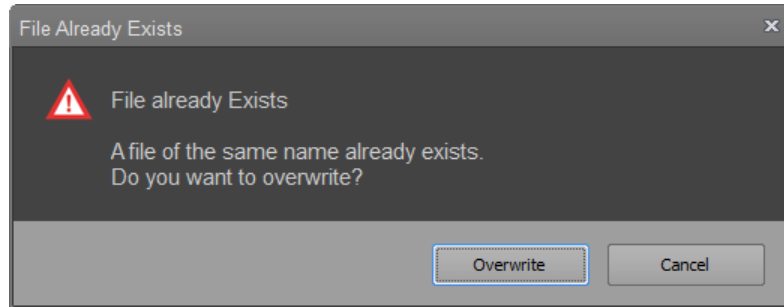 File Already Exists
File already Exists
A file of the same name already exists.
Do you want to overwrite?
Overwrite
Cancel